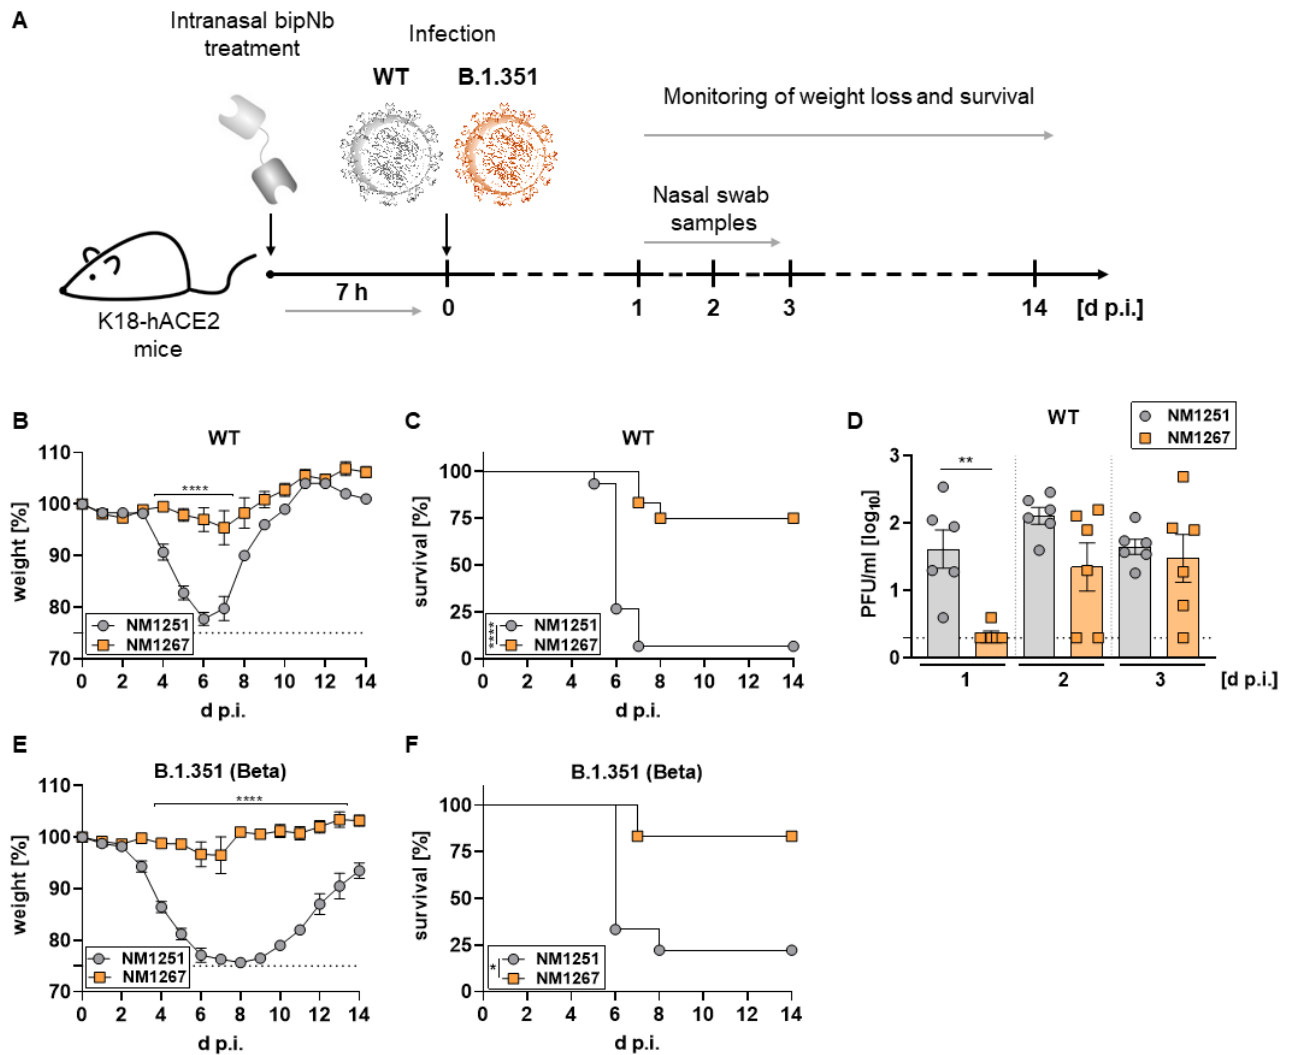 A
Intranasal bipNb
treatment
Infection
WT
B.1.351
Monitoring of weight loss and survival
Nasal swab
samples
7 h
0
1
2
3
14
[d p.i.]
K18-hACE2
mice
B
WT
110
100
90
80
70
weight [%]
****
NM1251
NM1267
0
2
4
6
8
10
12
14
d p.i.
C
WT
100
75
50
25
0
survival [%]
****
NM1251
NM1267
0
2
4
6
8
10
12
14
d p.i.
D
WT
NM1251
NM1267
3
2
1
0
PFU/ml [log10]
**
1
2
3
[d p.i.]
E
B.1.351 (Beta)
110
100
90
80
70
weight [%]
****
NM1251
NM1267
0
2
4
6
8
10
12
14
d p.i.
F
B.1.351 (Beta)
100
75
50
25
0
survival [%]
*
NM1251
NM1267
0
2
4
6
8
10
12
14
d p.i.